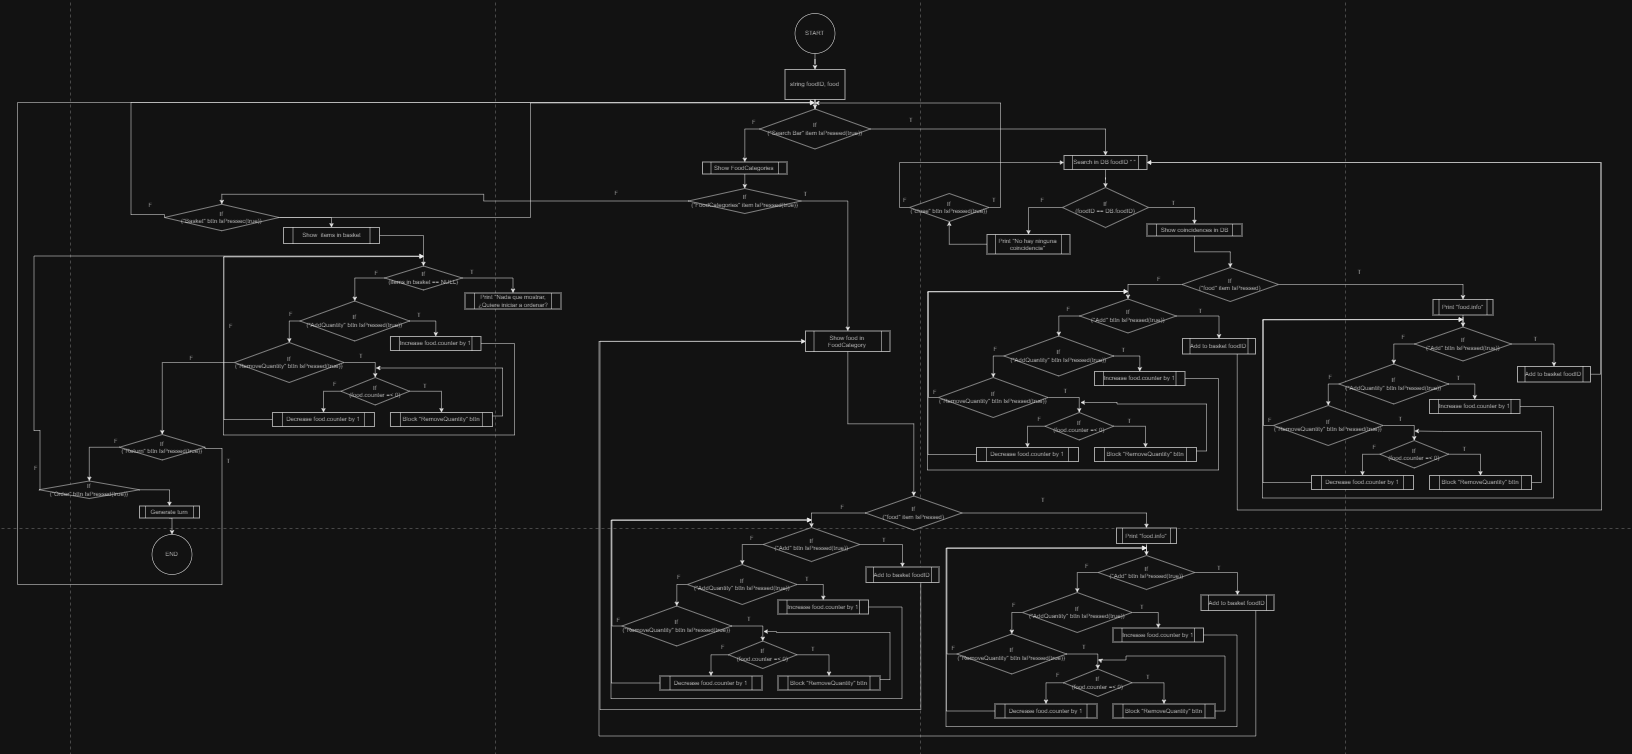 START
string foodID, food
If
("Search Bar" item IsPressed(true))
F
T
Show FoodCategories
Search in DB foodID " "
If
("FoodCategories" item IsPressed(true))
F
T
If
("Basket" btn IsPressed(true))
F
Show items in basket
If
btn IsPressed(true))
If
(foodID == DB.foodID)
F
T
Print "No hay ninguna
coincidencia"
Show coincidences in DB
If
(items in basket == NULL)
F
T
Print "Nada que mostrar,
¿Quiere iniciar a ordenar?
If
("AddQuantity" btn IsPressed(true))
F
T
Increase food.counter by 1
If
("RemoveQuantity" btn IsPressed(true))
F
T
If
(food.counter =< 0)
F
T
Decrease food.counter by 1
Block "RemoveQuantity" btn
F
If
("Return" btn IsPressed(true))
F
T
If
("Order" btn IsPressed(true))
F
Generate turn
END
Show food in
FoodCategory
If
("food" item IsPressed)
F
T
If
("Add" btn IsPressed(true))
F
T
Add to basket foodID
If
("AddQuantity" btn IsPressed(true))
F
T
Increase food.counter by 1
If
("RemoveQuantity" btn IsPressed(true))
F
T
If
(food.counter =< 0)
F
T
Decrease food.counter by 1
Block "RemoveQuantity" btn
Print "food.info"
If
("Add" btn IsPressed(true))
F
T
Add to basket foodID
If
("AddQuantity" btn IsPressed(true))
F
T
Increase food.counter by 1
If
("RemoveQuantity" btn IsPressed(true))
F
T
If
(food.counter =< 0)
F
T
Decrease food.counter by 1
Block "RemoveQuantity" btn
If
("food" item IsPressed)
F
T
If
("Add" btn IsPressed(true))
F
T
Add to basket foodID
If
("AddQuantity" btn IsPressed(true))
F
T
Increase food.counter by 1
If
("RemoveQuantity" btn IsPressed(true))
F
T
If
(food.counter =< 0)
F
T
Decrease food.counter by 1
Block "RemoveQuantity" btn
Print "food.info"
If
("Add" btn IsPressed(true))
F
T
Add to basket foodID
If
("AddQuantity" btn IsPressed(true))
F
T
Increase food.counter by 1
If
("RemoveQuantity" btn IsPressed(true))
F
T
If
(food.counter =< 0)
F
T
Decrease food.counter by 1
Block "RemoveQuantity" btn